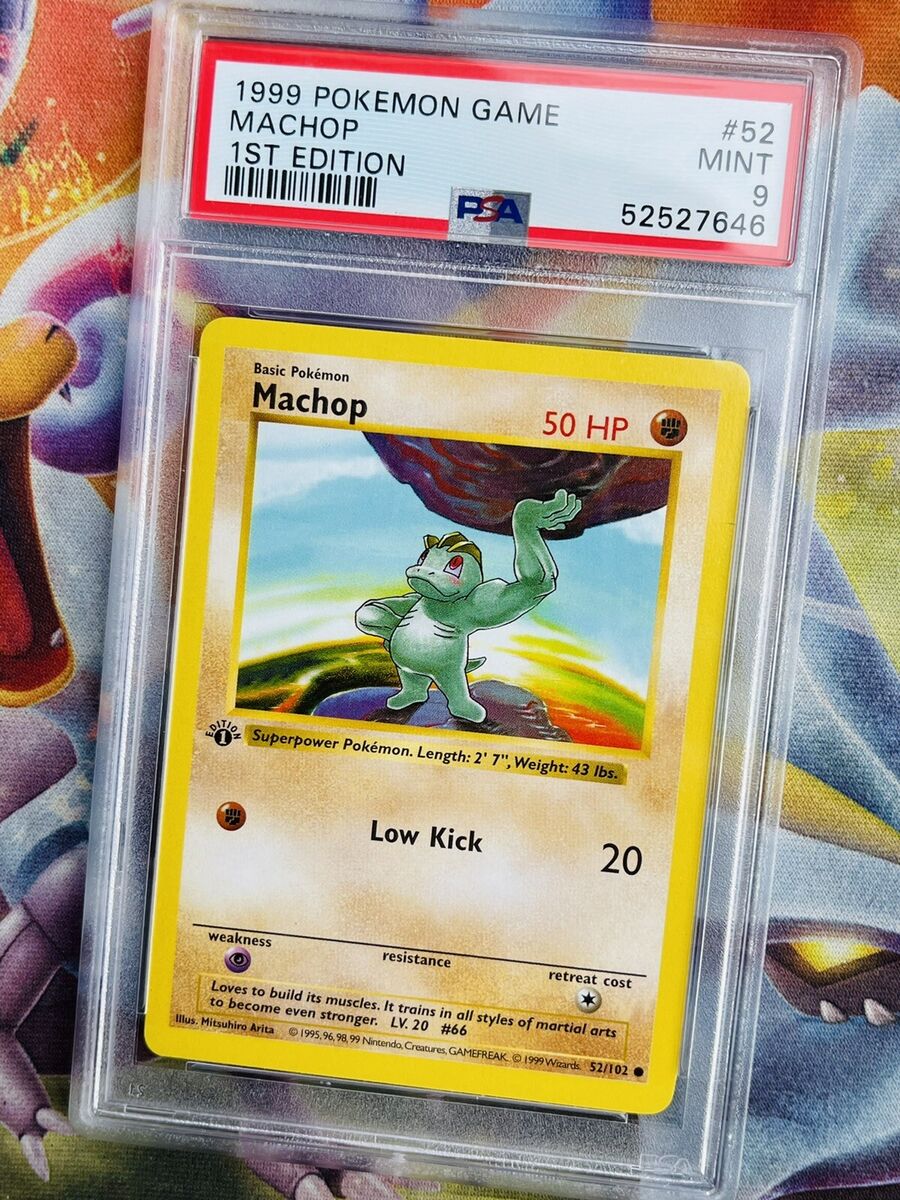 1999 POKEMON GAME
MACHOP
1ST EDITION
#52
MINT
9
PSA
52527646
Basic Pokémon
Machop
50 HP
EDITION
1
Superpower Pokémon. Length: 2' 7", Weight: 43 lbs.
Low Kick
20
weakness
resistance
retreat cost
Loves to build its muscles. It trains in all styles of martial arts
to become even stronger. LV. 20 #66
Illus. Mitsuhiro Arita © 1995, 96, 98, 99 Nintendo, Creatures, GAMEFREAK. © 1999 Wizards. 52/102